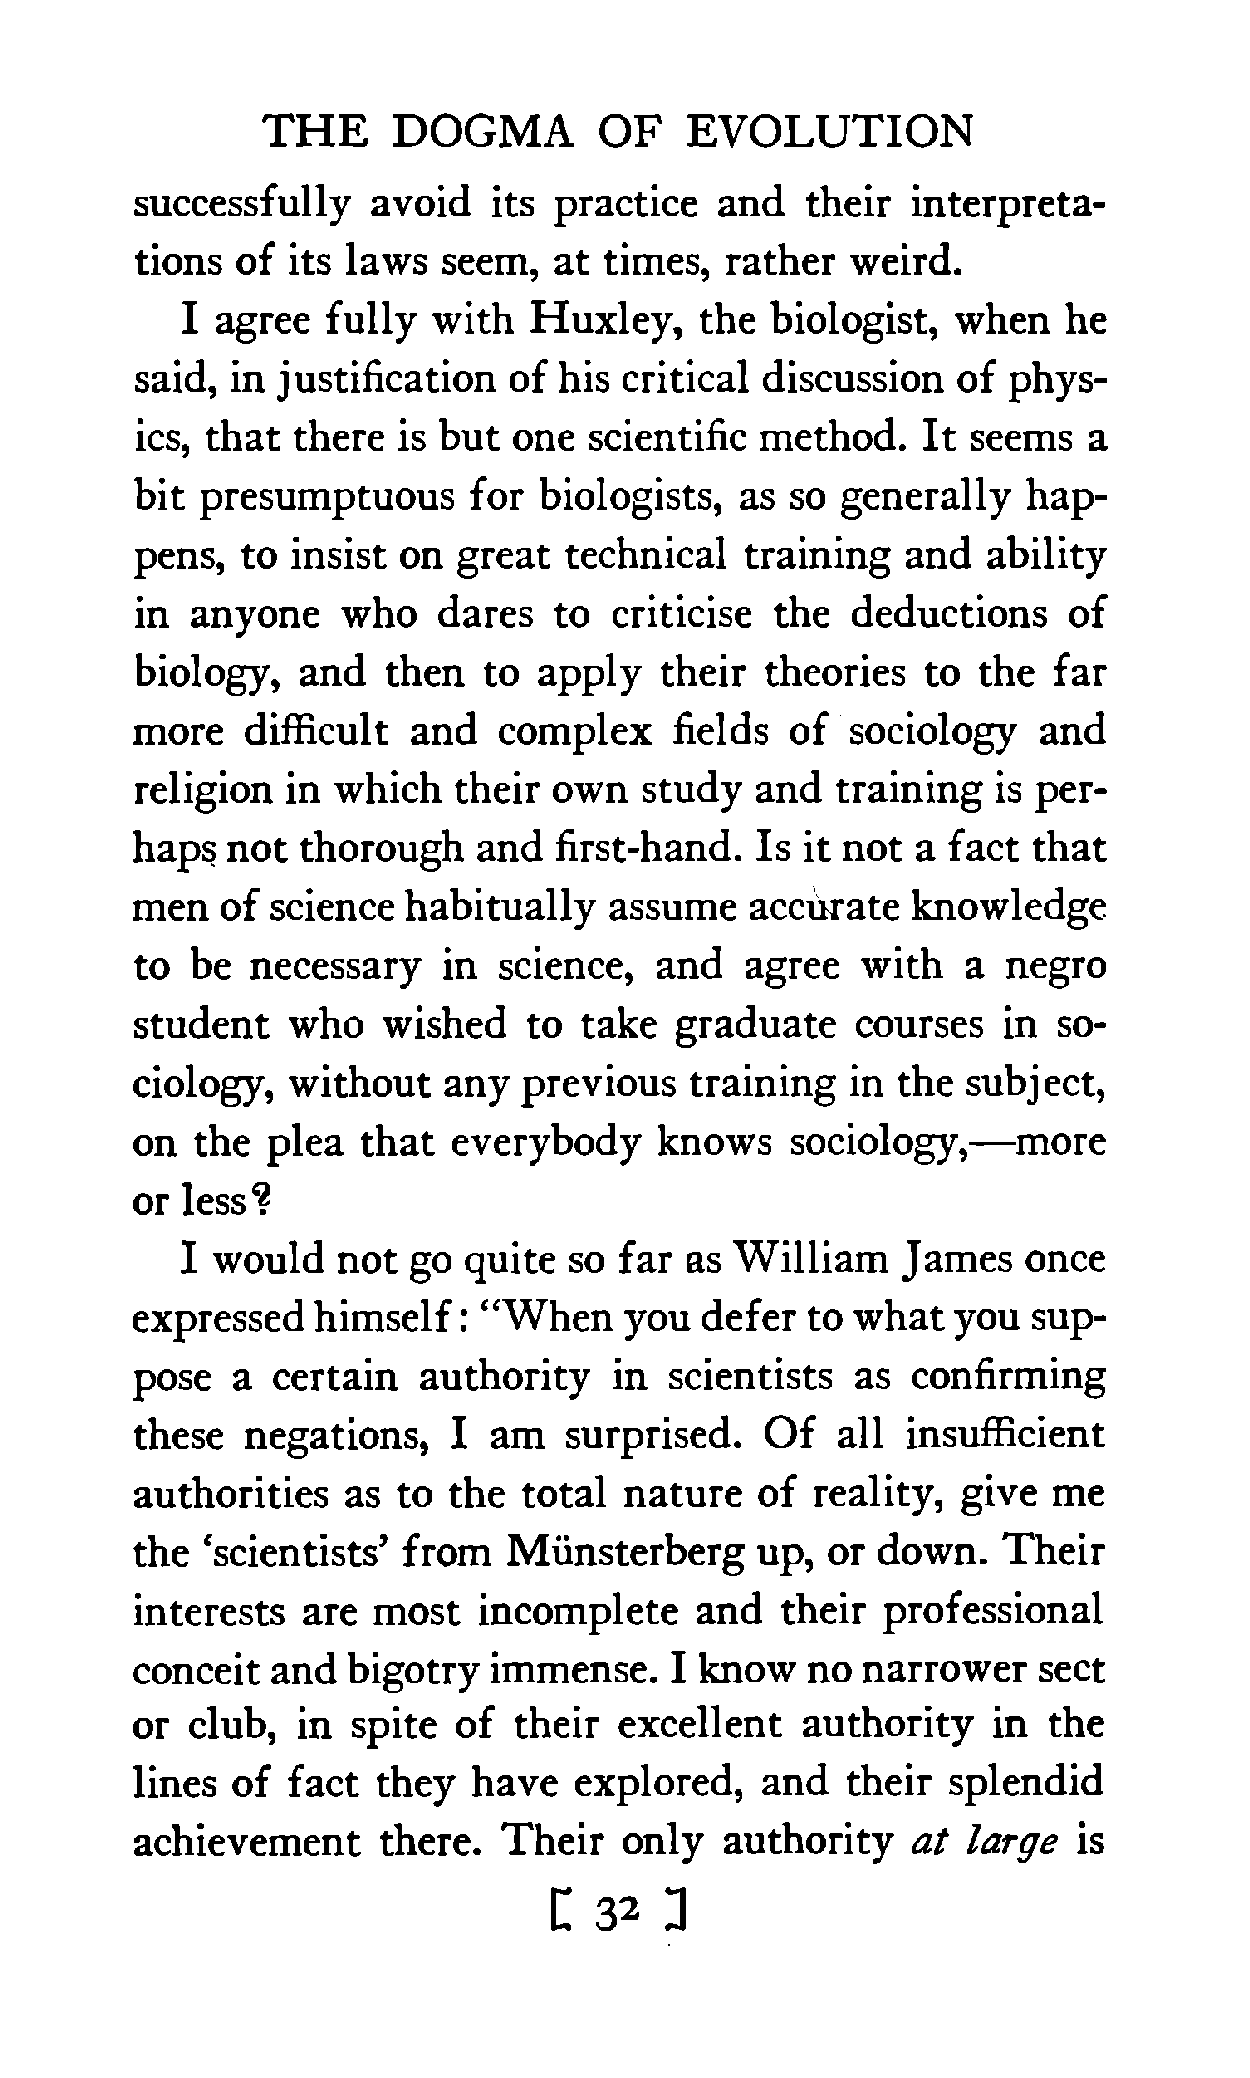 THE DOGMA OF EVOLUTION
successfully avoid its practice and their interpreta-
tions of its laws seem, at times, rather weird.
I agree fully with Huxley, the biologist, when he
said, in justification of his critical discussion of phys-
ics, that there is but one scientific method. It seems a
bit presumptuous for biologists, as so generally hap-
pens, to insist on great technical training and ability
in anyone who dares to criticise the deductions of
biology, and then to apply their theories to the far
more difficult and complex fields of sociology and
religion in which their own study and training is per-
haps not thorough and first-hand. Is it not a fact that
men of science habitually assume accurate knowledge
to be necessary in science, and agree with a negro
student who wished to take graduate courses in so-
ciology, without any previous training in the subject,
on the plea that everybody knows sociology,—more
or less?
I would not go quite so far as William James once
expressed himself: “When you defer to what you sup-
pose a certain authority in scientists as confirming
these negations, I am surprised. Of all insufficient
authorities as to the total nature of reality, give me
the ‘scientists’ from Münsterberg up, or down. Their
interests are most incomplete and their professional
conceit and bigotry immense. I know no narrower sect
or club, in spite of their excellent authority in the
lines of fact they have explored, and their splendid
achievement there. Their only authority at large is
[ 32 ]